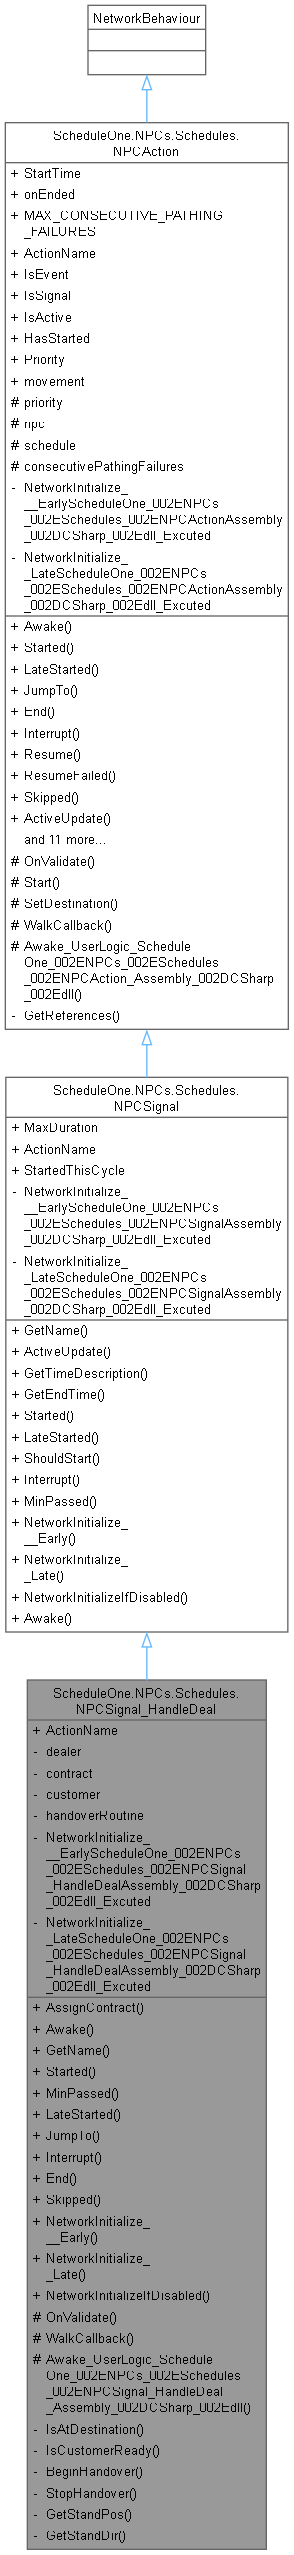 NetworkBehaviour
ScheduleOne.NPCs.Schedules.
NPCAction
+ StartTime
+ onEnded
+ MAX_CONSECUTIVE_PATHING
_FAILURES
+ ActionName
+ IsEvent
+ IsSignal
+ IsActive
+ HasStarted
+ Priority
+ movement
# priority
# npc
# schedule
# consecutivePathingFailures
- NetworkInitialize_
__EarlyScheduleOne_002ENPCs
_002ESchedules_002ENPCActionAssembly
_002DCSharp_002Edll_Excuted
- NetworkInitialize_
_LateScheduleOne_002ENPCs
_002ESchedules_002ENPCActionAssembly
_002DCSharp_002Edll_Excuted
+ Awake()
+ Started()
+ LateStarted()
+ JumpTo()
+ End()
+ Interrupt()
+ Resume()
+ ResumeFailed()
+ Skipped()
+ ActiveUpdate()
and 11 more...
# OnValidate()
# Start()
# SetDestination()
# WalkCallback()
# Awake_UserLogic_Schedule
One_002ENPCs_002ESchedules
_002ENPCAction_Assembly_002DCSharp
_002Edll()
- GetReferences()
ScheduleOne.NPCs.Schedules.
NPCSignal
+ MaxDuration
+ ActionName
+ StartedThisCycle
- NetworkInitialize_
__EarlyScheduleOne_002ENPCs
_002ESchedules_002ENPCSignalAssembly
_002DCSharp_002Edll_Excuted
- NetworkInitialize_
_LateScheduleOne_002ENPCs
_002ESchedules_002ENPCSignalAssembly
_002DCSharp_002Edll_Excuted
+ GetName()
+ ActiveUpdate()
+ GetTimeDescription()
+ GetEndTime()
+ Started()
+ LateStarted()
+ ShouldStart()
+ Interrupt()
+ MinPassed()
+ NetworkInitialize_
__Early()
+ NetworkInitialize_
_Late()
+ NetworkInitializeIfDisabled()
+ Awake()
ScheduleOne.NPCs.Schedules.
NPCSignal_HandleDeal
+ ActionName
- dealer
- contract
- customer
- handoverRoutine
- NetworkInitialize_
__EarlyScheduleOne_002ENPCs
_002ESchedules_002ENPCSignal
_HandleDealAssembly_002DCSharp
_002Edll_Excuted
- NetworkInitialize_
_LateScheduleOne_002ENPCs
_002ESchedules_002ENPCSignal
_HandleDealAssembly_002DCSharp
_002Edll_Excuted
+ AssignContract()
+ Awake()
+ GetName()
+ Started()
+ MinPassed()
+ LateStarted()
+ JumpTo()
+ Interrupt()
+ End()
+ Skipped()
+ NetworkInitialize_
__Early()
+ NetworkInitialize_
_Late()
+ NetworkInitializeIfDisabled()
# OnValidate()
# WalkCallback()
# Awake_UserLogic_Schedule
One_002ENPCs_002ESchedules
_002ENPCSignal_HandleDeal
_Assembly_002DCSharp_002Edll()
- IsAtDestination()
- IsCustomerReady()
- BeginHandover()
- StopHandover()
- GetStandPos()
- GetStandDir()